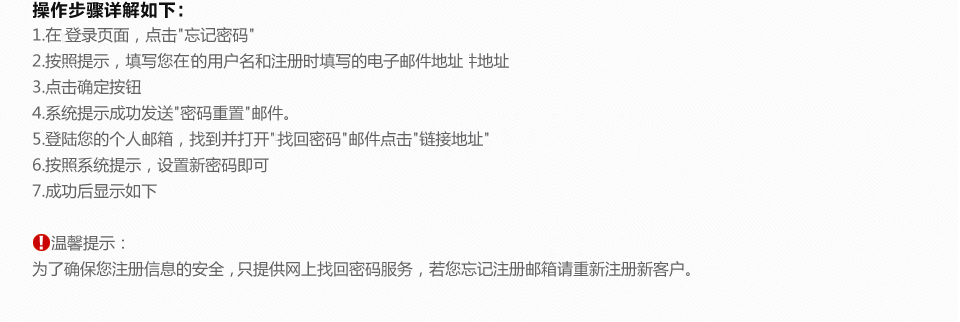 操作步骤详解如下：
1.在 登录页面，点击"忘记密码"
2.按照提示，填写您在的用户名和注册时填写的电子邮件地址 地址
3.点击确定按钮
4.系统提示成功发送"密码重置"邮件。
5.登陆您的个人邮箱，找到并打开"找回密码"邮件点击"链接地址"
6.按照系统提示，设置新密码即可
7.成功后显示如下
温馨提示：
为了确保您注册信息的安全，只提供网上找回密码服务，若您忘记注册邮箱请重新注册新客户。